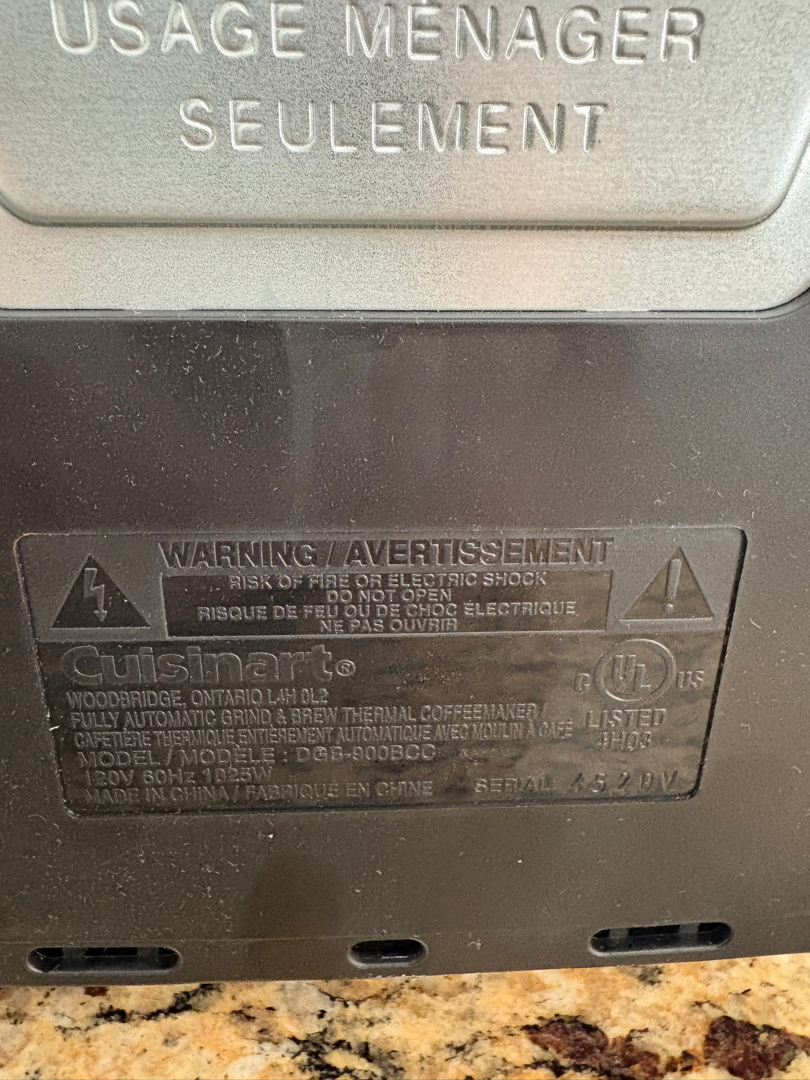 USAGE MÉNAGER
SEULEMENT
WARNING / AVERTISSEMENT
RISK OF FIRE OR ELECTRIC SHOCK
DO NOT OPEN
RISQUE DE FEU OU DE CHOC ÉLECTRIQUE
NE PAS OUVRIR
Cuisinart®
WOODBRIDGE, ONTARIO L4H 0L2
FULLY AUTOMATIC GRIND & BREW THERMAL COFFEEMAKER /
CAFETIÈRE THERMIQUE ENTIÈREMENT AUTOMATIQUE AVEC MOULIN À CAFÉ
MODEL / MODÈLE : DGB-900BCC
120V 60Hz 1025W
MADE IN CHINA / FABRIQUÉ EN CHINE
C UL US
LISTED
4HQ3
SERIAL